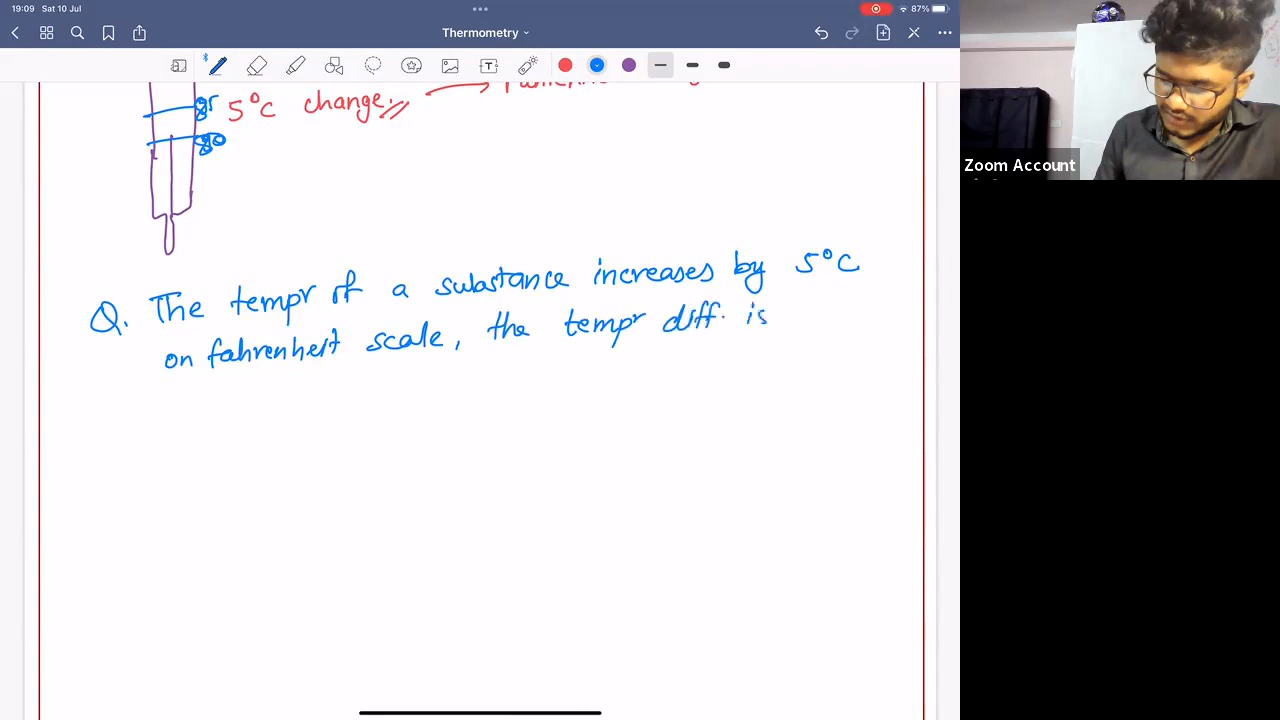 19:09 Sat 10 Jul
87%
Thermometry
5°C change.
Zoom Account
Q. The tempr of a substance increases by 5°C
on fahrenheit scale, the tempr diff. is